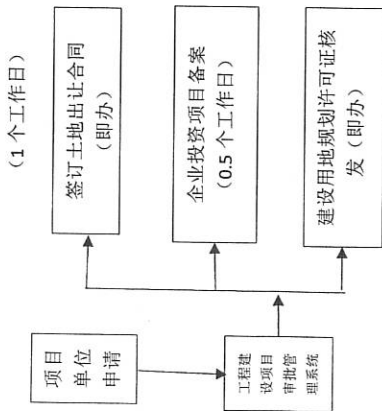 （1 个工作日）
签订土地出让合同
（即办）
企业投资项目备案
（0.5 个工作日）
建设用地规划许可证核
发（即办）
项目
单位
申请
工程建
设项目
审批管
理系统